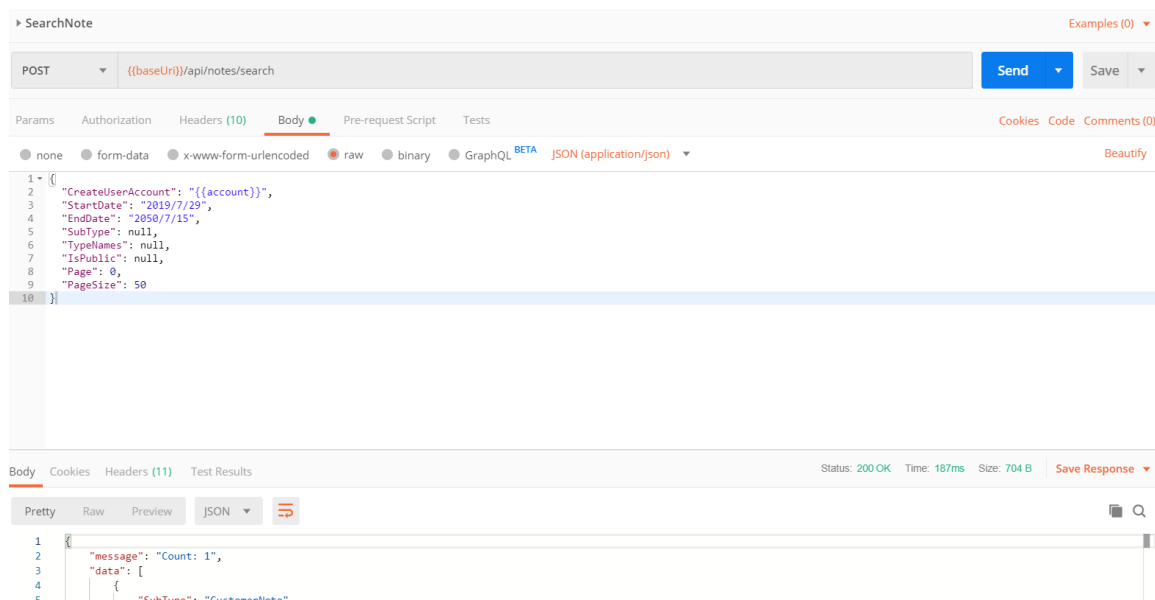 SearchNote Examples (0)
POST {{baseUri}}/api/notes/search Send Save
Params Authorization Headers (10) Body Pre-request Script Tests Cookies Code Comments (0)
none form-data x-www-form-urlencoded raw binary GraphQL BETA JSON (application/json) Beautify
1 {
2 "CreateUserAccount": "{{account}}",
3 "StartDate": "2019/7/29",
4 "EndDate": "2050/7/15",
5 "SubType": null,
6 "TypeNames": null,
7 "IsPublic": null,
8 "Page": 0,
9 "PageSize": 50
10 }
Body Cookies Headers (11) Test Results Status: 200 OK Time: 187ms Size: 704 B Save Response
Pretty Raw Preview JSON
1 {
2 "message": "Count: 1",
3 "data": [
4 {
5 "SubType": "CustomerNote"